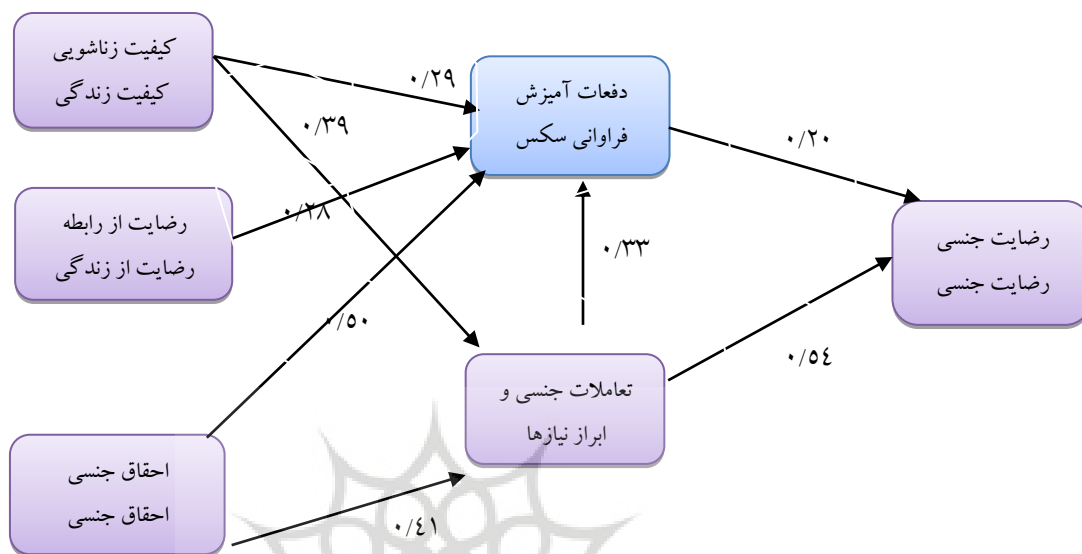 کیفیت زناشویی
کیفیت زندگی
۰/۲۹
دفعات آمیزش
فراوانی سکس
۰/۳۹
۰/۲۰
رضایت از رابطه
رضایت از زندگی
۰/۲۸
۰/۳۳
رضایت جنسی
رضایت جنسی
۰/۵۰
۰/۵٤
تعاملات جنسی و
ابراز نیازها
احقاق جنسی
احقاق جنسی
۰/٤۱